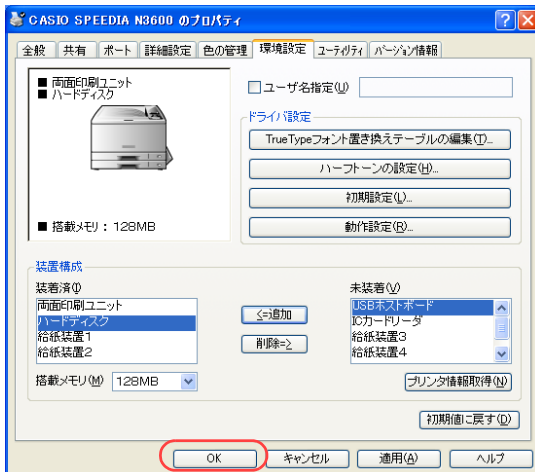 CASIO SPEEDIA N3600 のプロパティ
全般 共有 ポート 詳細設定 色の管理 環境設定 ユーティリティ バージョン情報
■ 両面印刷ユニット
■ ハードディスク
■ 搭載メモリ : 128MB
ユーザ名指定(U)
ドライバ設定
TrueTypeフォント置き換えテーブルの編集(T)...
ハーフトーンの設定(H)...
初期設定(L)...
動作設定(R)...
装置構成
装着済(I)
両面印刷ユニット
ハードディスク
給紙装置1
給紙装置2
<=追加
削除=>
未装着(V)
USBホストボード
ICカードリーダ
給紙装置3
給紙装置4
搭載メモリ(M) 128MB
プリンタ情報取得(N)
初期値に戻す(D)
OK キャンセル 適用(A) ヘルプ